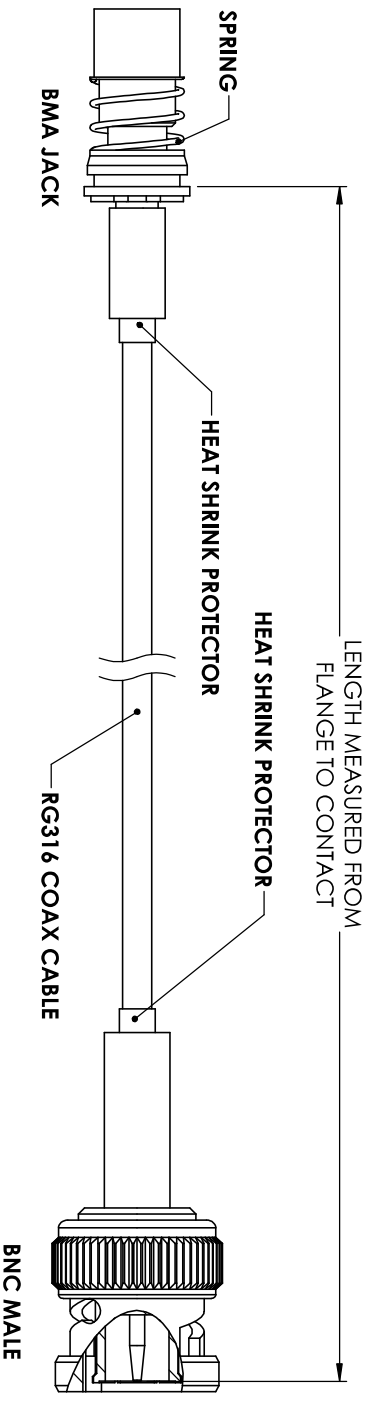 SPRING
BMA JACK
HEAT SHRINK PROTECTOR
HEAT SHRINK PROTECTOR
LENGTH MEASURED FROM
FLANGE TO CONTACT
RG316 COAX CABLE
BNC MALE